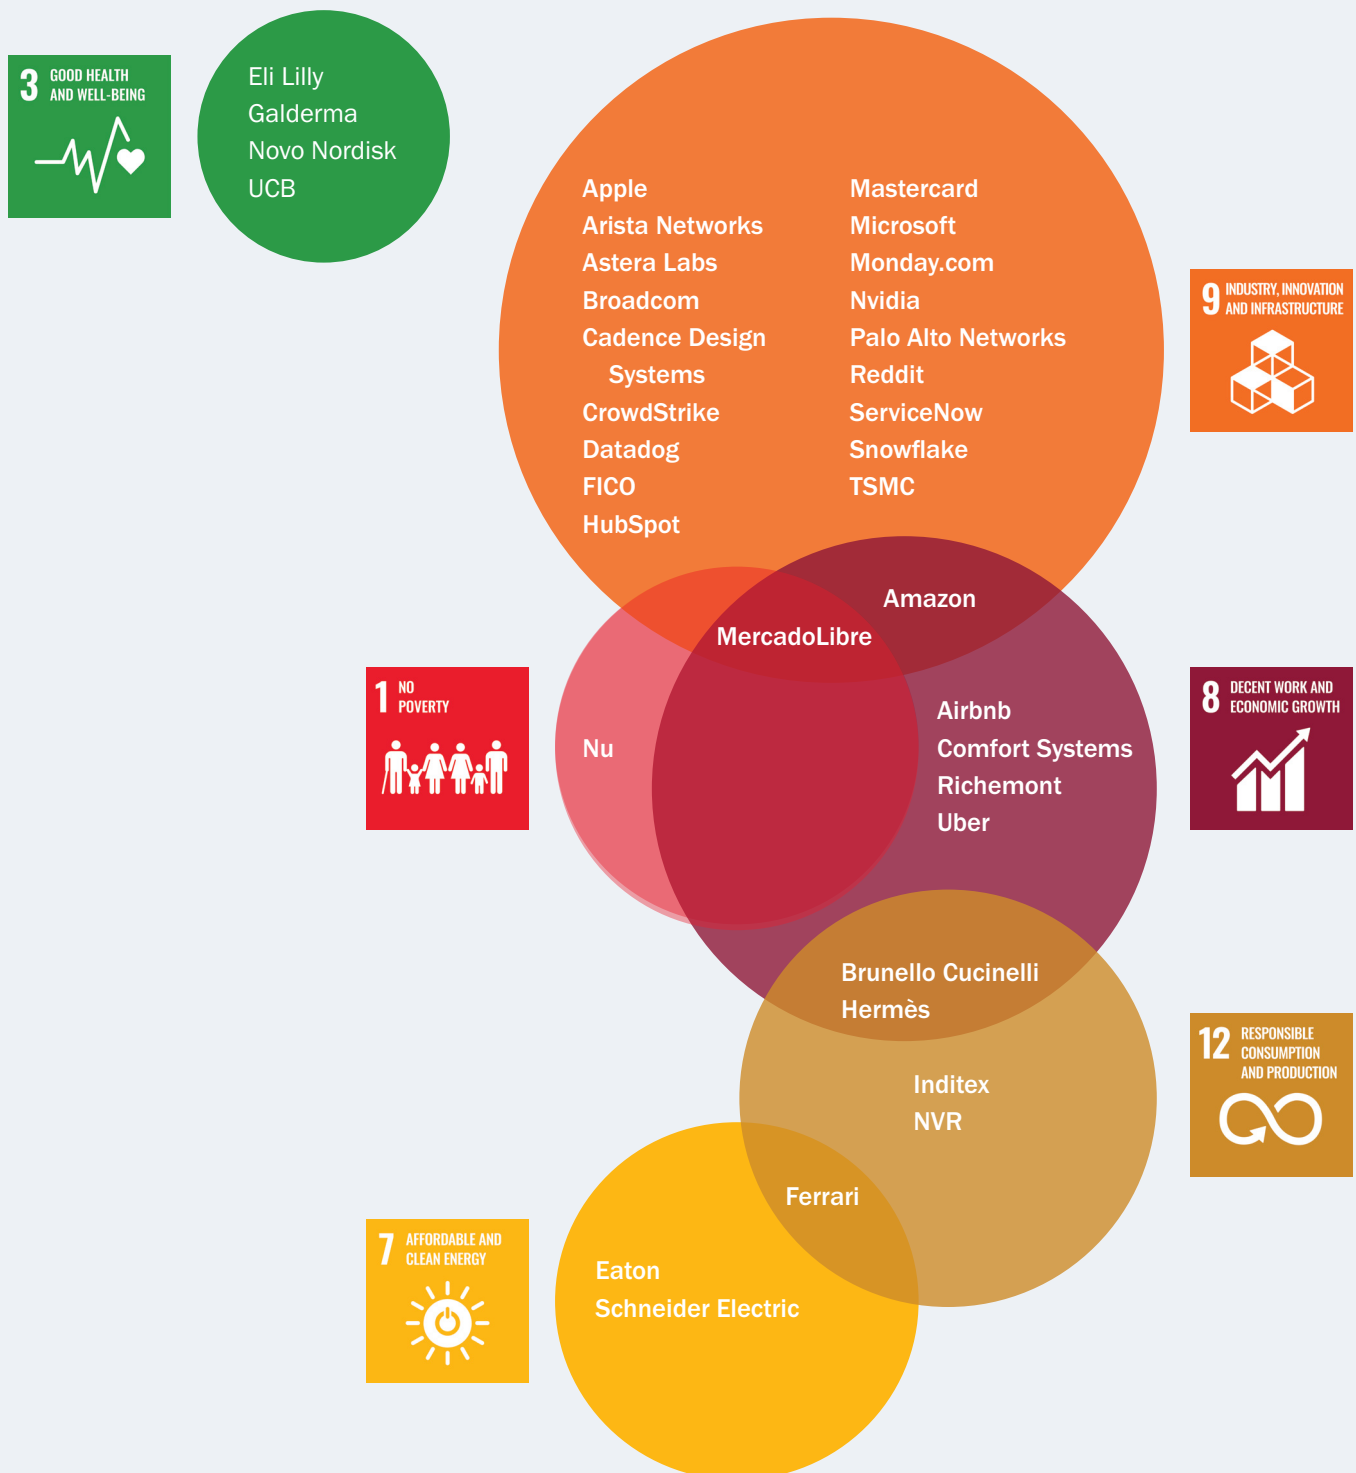 3 GOOD HEALTH
AND WELL-BEING
Eli Lilly
Galderma
Novo Nordisk
UCB
Apple
Arista Networks
Astera Labs
Broadcom
Cadence Design
Systems
CrowdStrike
Datadog
FICO
HubSpot
Mastercard
Microsoft
Monday.com
Nvidia
Palo Alto Networks
Reddit
ServiceNow
Snowflake
TSMC
9 INDUSTRY, INNOVATION
AND INFRASTRUCTURE
Amazon
MercadoLibre
1 NO
POVERTY
Nu
8 DECENT WORK AND
ECONOMIC GROWTH
Airbnb
Comfort Systems
Richemont
Uber
Brunello Cucinelli
Hermès
12 RESPONSIBLE
CONSUMPTION
AND PRODUCTION
Inditex
NVR
Ferrari
7 AFFORDABLE AND
CLEAN ENERGY
Eaton
Schneider Electric